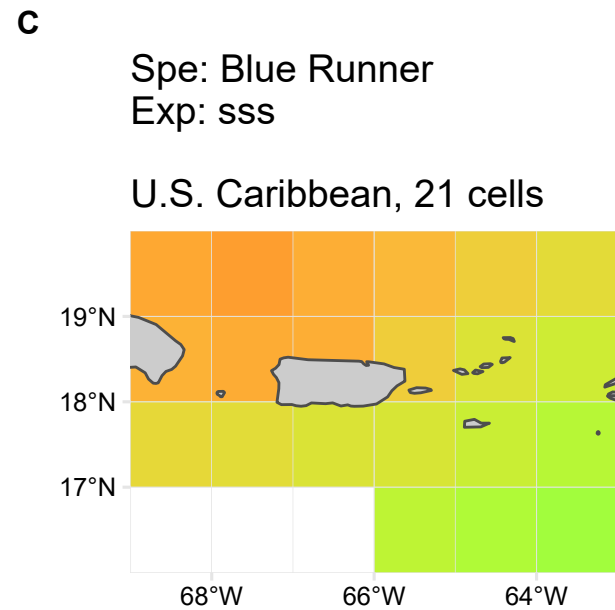 C
Spe: Blue Runner
Exp: sss
U.S. Caribbean, 21 cells
19°N
18°N
17°N
68°W 66°W 64°W